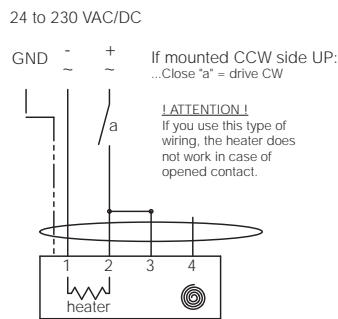 24 to 230 VAC/DC
GND - +
~ ~
If mounted CCW side UP:
...Close "a" = drive CW
a
! ATTENTION !
If you use this type of
wiring, the heater does
not work in case of
opened contact.
1 2 3 4
heater